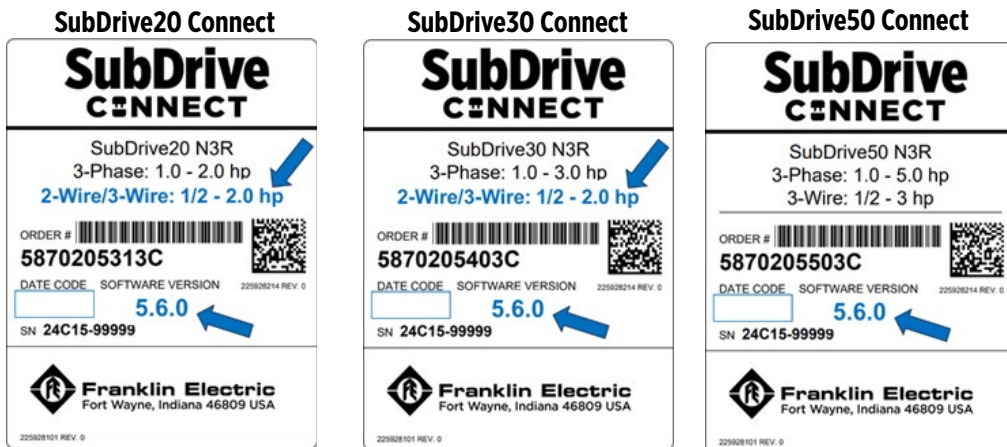 SubDrive20 Connect
SubDrive
CONNECT
SubDrive20 N3R
3-Phase: 1.0 - 2.0 hp
2-Wire/3-Wire: 1/2 - 2.0 hp
ORDER #
5870205313C
DATE CODE SOFTWARE VERSION 225928214 REV. 0
5.6.0
SN 24C15-99999
FE
Franklin Electric
Fort Wayne, Indiana 46809 USA
225928101 REV. 0
SubDrive30 Connect
SubDrive
CONNECT
SubDrive30 N3R
3-Phase: 1.0 - 3.0 hp
2-Wire/3-Wire: 1/2 - 2.0 hp
ORDER #
5870205403C
DATE CODE SOFTWARE VERSION 225928214 REV. 0
5.6.0
SN 24C15-99999
FE
Franklin Electric
Fort Wayne, Indiana 46809 USA
225928101 REV. 0
SubDrive50 Connect
SubDrive
CONNECT
SubDrive50 N3R
3-Phase: 1.0 - 5.0 hp
3-Wire: 1/2 - 3 hp
ORDER #
5870205503C
DATE CODE SOFTWARE VERSION 225928214 REV. 0
5.6.0
SN 24C15-99999
FE
Franklin Electric
Fort Wayne, Indiana 46809 USA
225928101 REV. 0